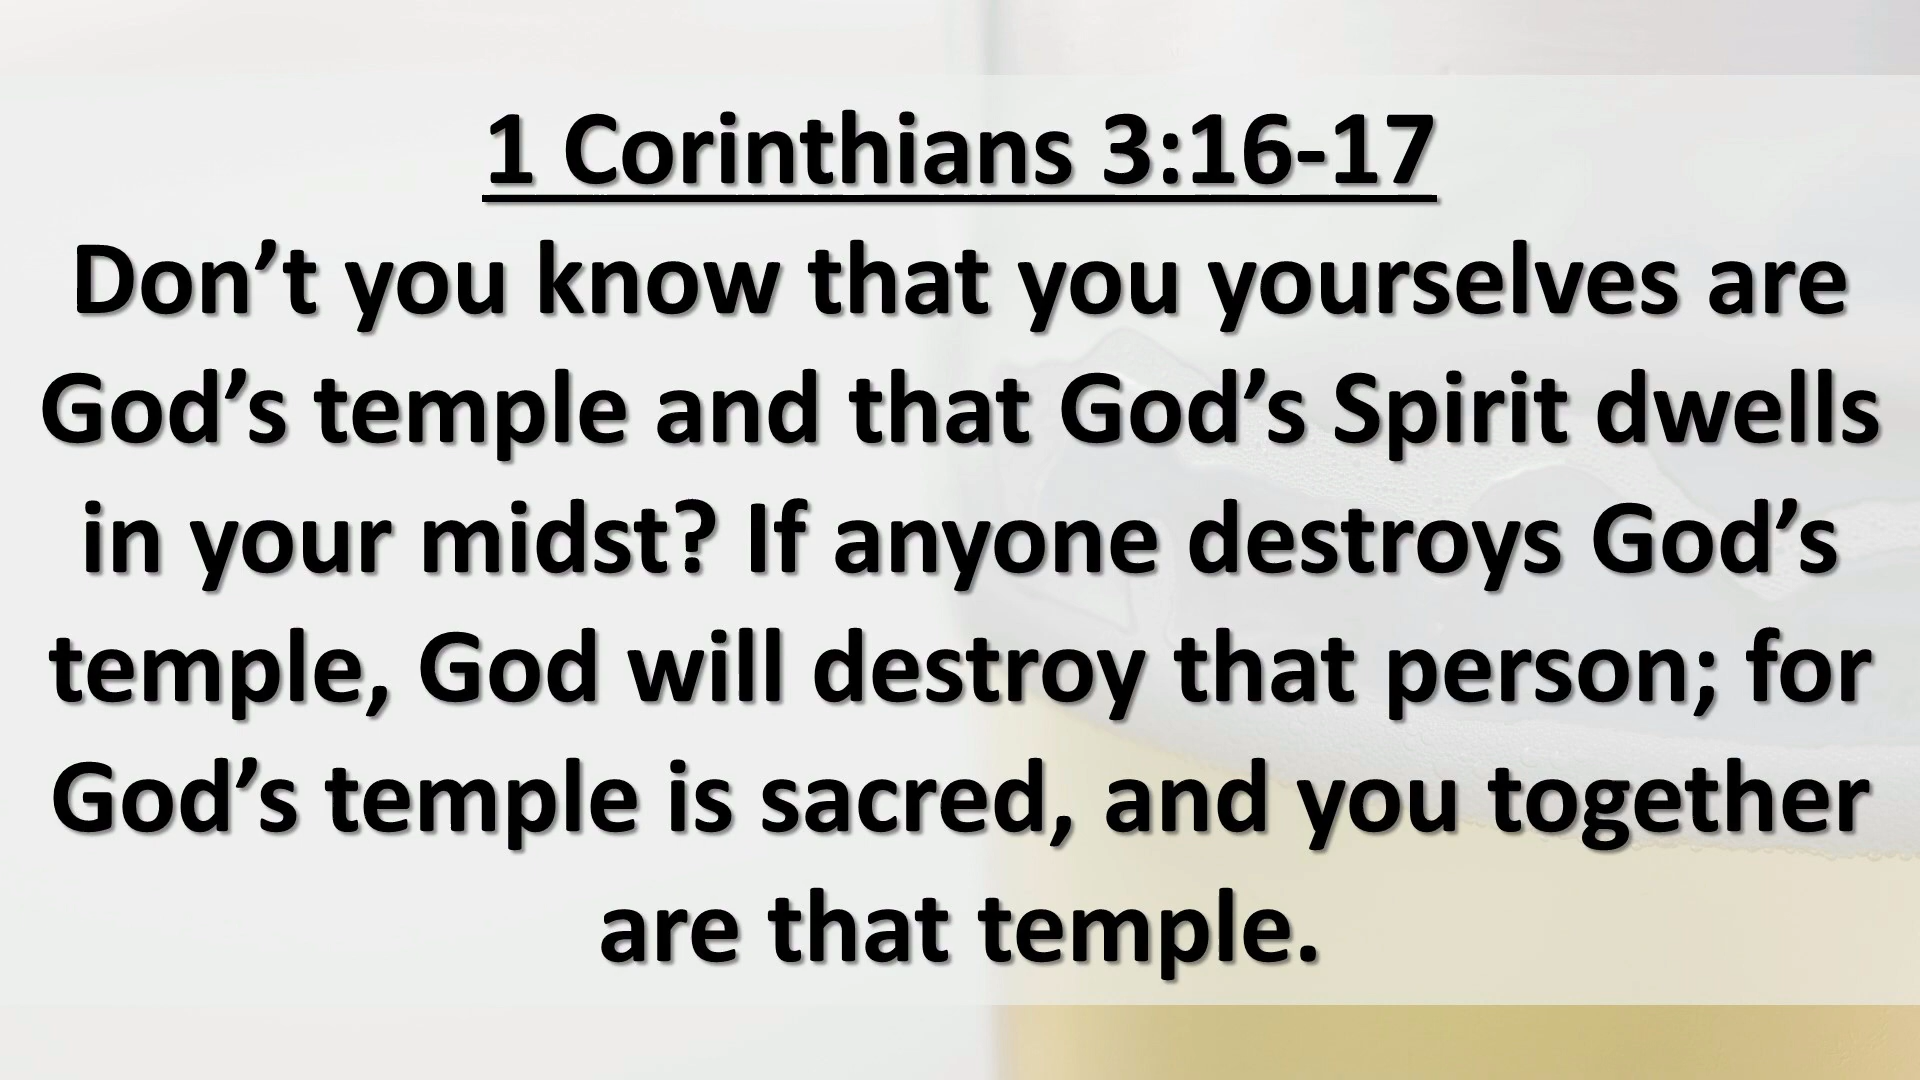 1 Corinthians 3:16-17
Don’t you know that you yourselves are
God’s temple and that God’s Spirit dwells
in your midst? If anyone destroys God’s
temple, God will destroy that person; for
God’s temple is sacred, and you together
are that temple.